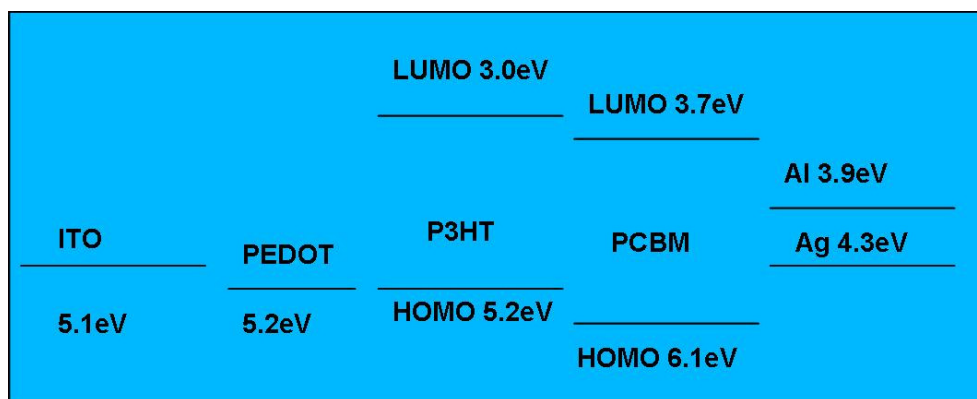 LUMO 3.0eV
LUMO 3.7eV
Al 3.9eV
ITO
PEDOT
P3HT
PCBM
Ag 4.3eV
5.1eV
5.2eV
HOMO 5.2eV
HOMO 6.1eV